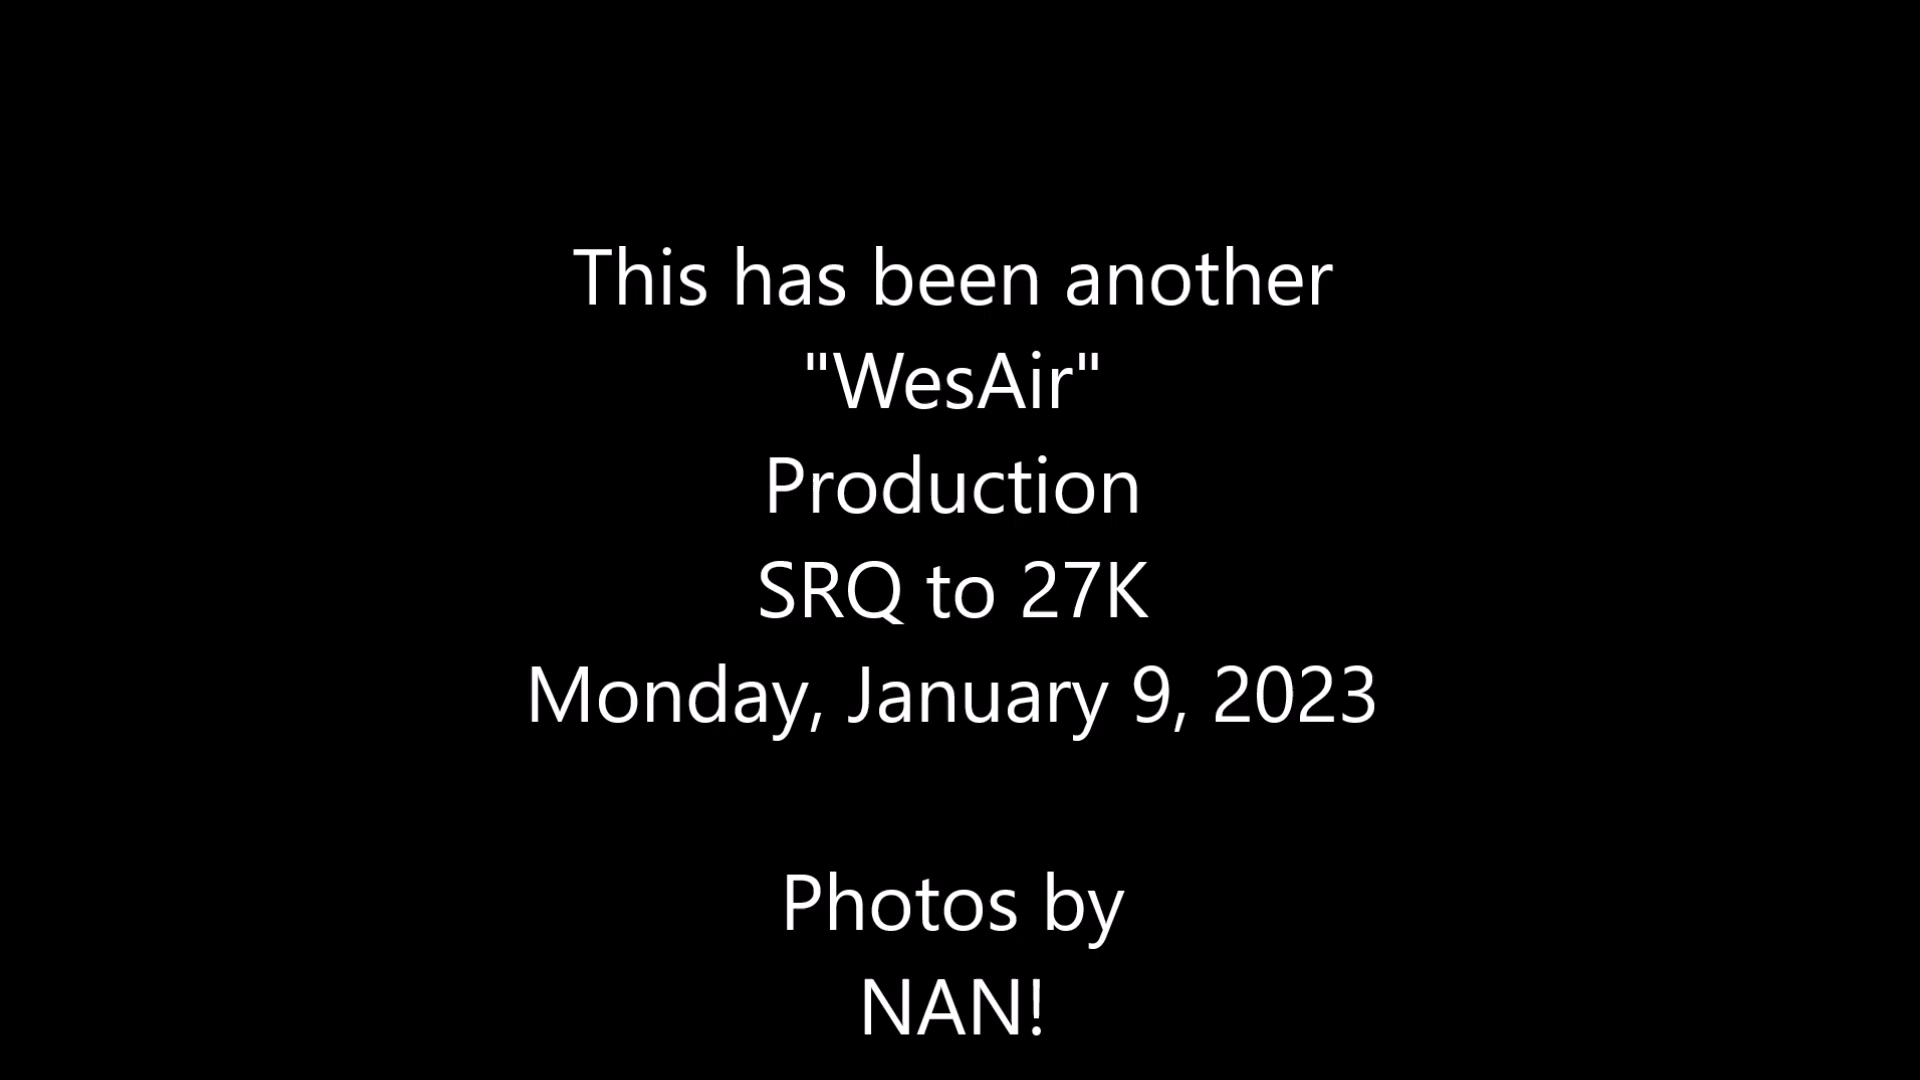 This has been another
"WesAir"
Production
SRQ to 27K
Monday, January 9, 2023
Photos by
NAN!